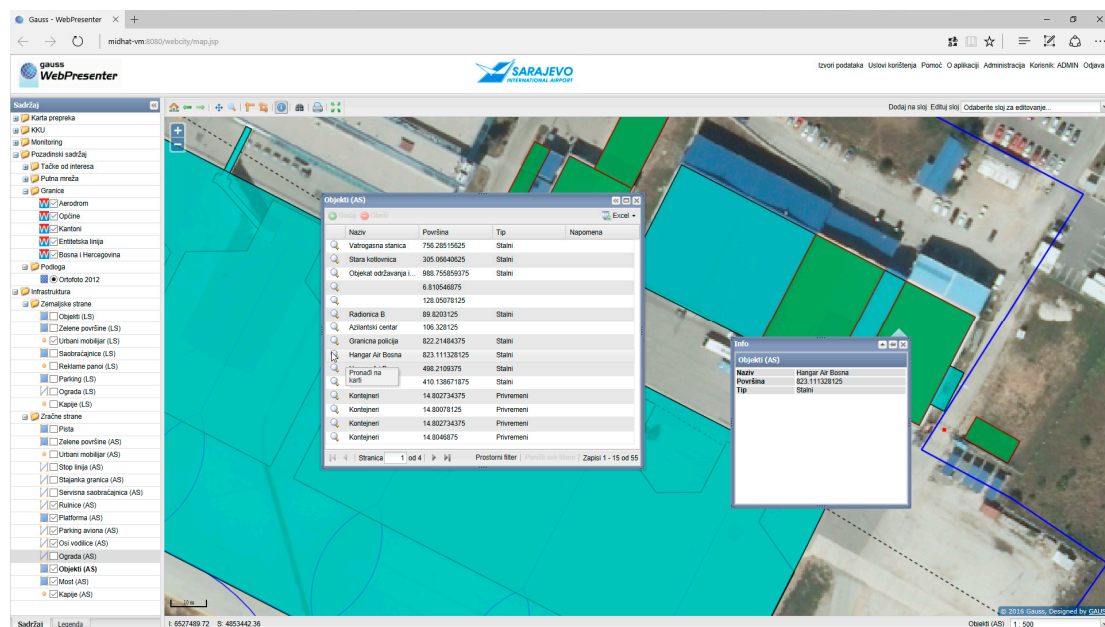 Gauss - WebPresenter
midhat-vm:8080/webcity/map.jsp
gauss
WebPresenter
SARAJEVO
INTERNATIONAL AIRPORT
Izvori podataka Uslovi korištenja Pomoć O aplikaciji Administracija Korisnik: ADMIN Odjava
Sadržaj
Dodaj na sloj Edituj sloj Odaberite sloj za editovanje...
Karta prepreka
KKU
Monitoring
Pozadinski sadržaj
Tačke od interesa
Putna mreža
Granice
Aerodrom
Općine
Kantoni
Entitetska linija
Bosna i Hercegovina
Podloga
Ortofoto 2012
Infrastruktura
Zemaljske strane
Objekti (LS)
Zelene površine (LS)
Urbani mobilijar (LS)
Saobraćajnice (LS)
Reklame panoi (LS)
Parking (LS)
Ograda (LS)
Kapije (LS)
Zračne strane
Pista
Zelene površine (AS)
Urbani mobilijar (AS)
Stop linija (AS)
Stajanka granica (AS)
Servisna saobraćajnica (AS)
Rulnice (AS)
Platforma (AS)
Parking aviona (AS)
Osi vodilice (AS)
Ograda (AS)
Objekti (AS)
Most (AS)
Kapije (AS)
Sadržaj Legenda
Objekti (AS)
Excel
Naziv Površina Tip Napomena
Vatrogasna stanica 756.28515625 Stalni
Stara kotlovnica 305.06640625 Stalni
Objekat održavanja i... 988.755859375 Stalni
6.810546875
128.05078125
Radionica B 89.8203125 Stalni
Azilantski centar 106.328125
Granicna policija 822.21484375 Stalni
Hangar Air Bosna 823.111328125 Stalni
498.2109375 Stalni
Pronađi na
karti
410.138671875 Stalni
Kontejneri 14.802734375 Privremeni
Kontejneri 14.80078125 Privremeni
Kontejneri 14.802734375 Privremeni
Kontejneri 14.8046875 Privremeni
Stranica 1 od 4 Prostorni filter Zapisi 1 - 15 od 55
Info
Objekti (AS)
Naziv Hangar Air Bosna
Površina 823.111328125
Tip Stalni
10 m
© 2016 Gauss, Designed by GAUSS
I: 6527489.72 S: 4853442.36
Objekti (AS) 1 : 500